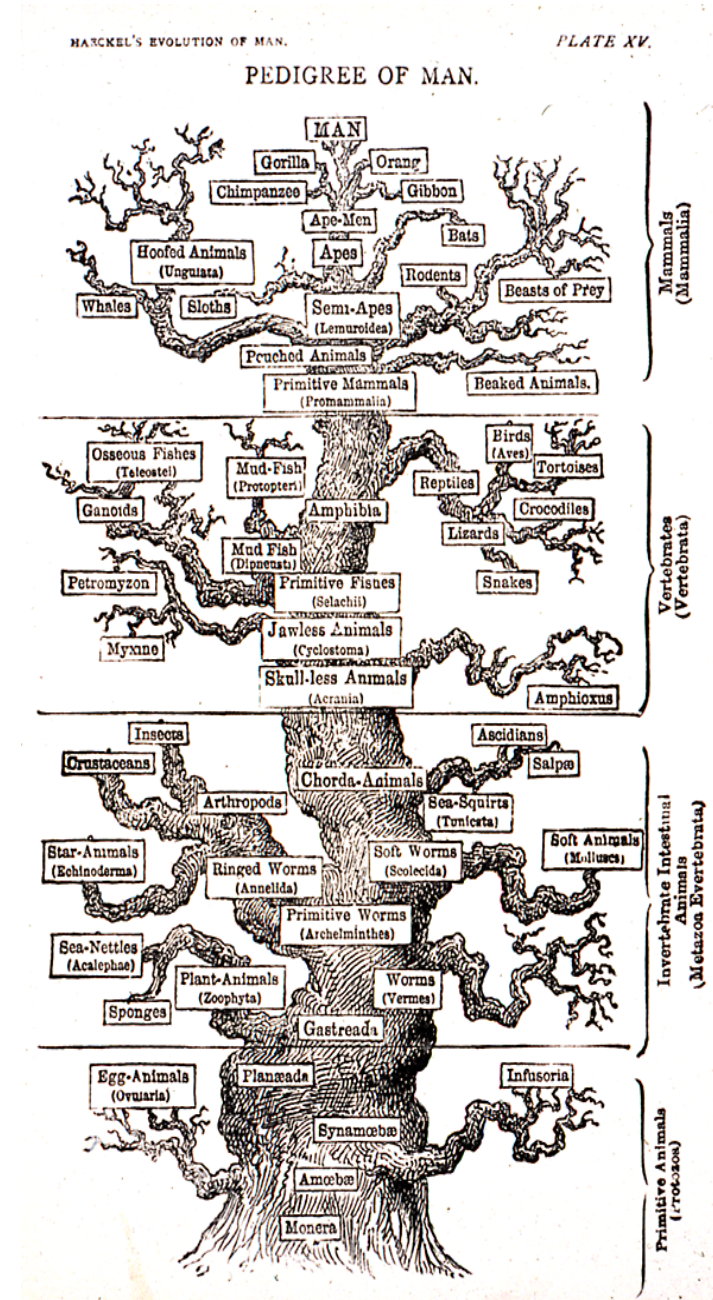 HAECKEL'S EVOLUTION OF MAN.
PLATE XV.
PEDIGREE OF MAN.
MAN
Gorilla
Orang
Chimpanzee
Gibbon
Ape-Men
Bats
Hoofed Animals
(Ungulata)
Apes
Rodents
Beasts of Prey
Whales
Sloths
Semi-Apes
(Lemuroidea)
Pouched Animals
Primitive Mammals
(Promammalia)
Beaked Animals.
Mammals
(Mammalia)
Osseous Fishes
(Teleostei)
Mud-Fish
(Protopteri)
Birds
(Aves)
Tortoises
Reptiles
Ganoids
Amphibia
Crocodiles
Lizards
Mud Fish
(Dipneusti)
Petromyzon
Primitive Fishes
(Selachii)
Snakes
Jawless Animals
(Cyclostoma)
Myxine
Skull-less Animals
(Acrania)
Amphioxus
Vertebrates
(Vertebrata)
Insects
Ascidians
Crustaceans
Salpæ
Chorda-Animals
Arthropods
Sea-Squirts
(Tunicata)
Star-Animals
(Echinoderma)
Ringed Worms
(Annelida)
Soft Worms
(Scolecida)
Soft Animals
(Molluscs)
Primitive Worms
(Archelminthes)
Sea-Nettles
(Acalephae)
Plant-Animals
(Zoophyta)
Worms
(Vermes)
Sponges
Gastreada
Invertebrate Intestinal
Animals
(Metazoa Evertebrata)
Egg-Animals
(Ovularia)
Planæada
Infusoria
Synamœbæ
Amœbæ
Monera
Primitive Animals
(Protozoa)